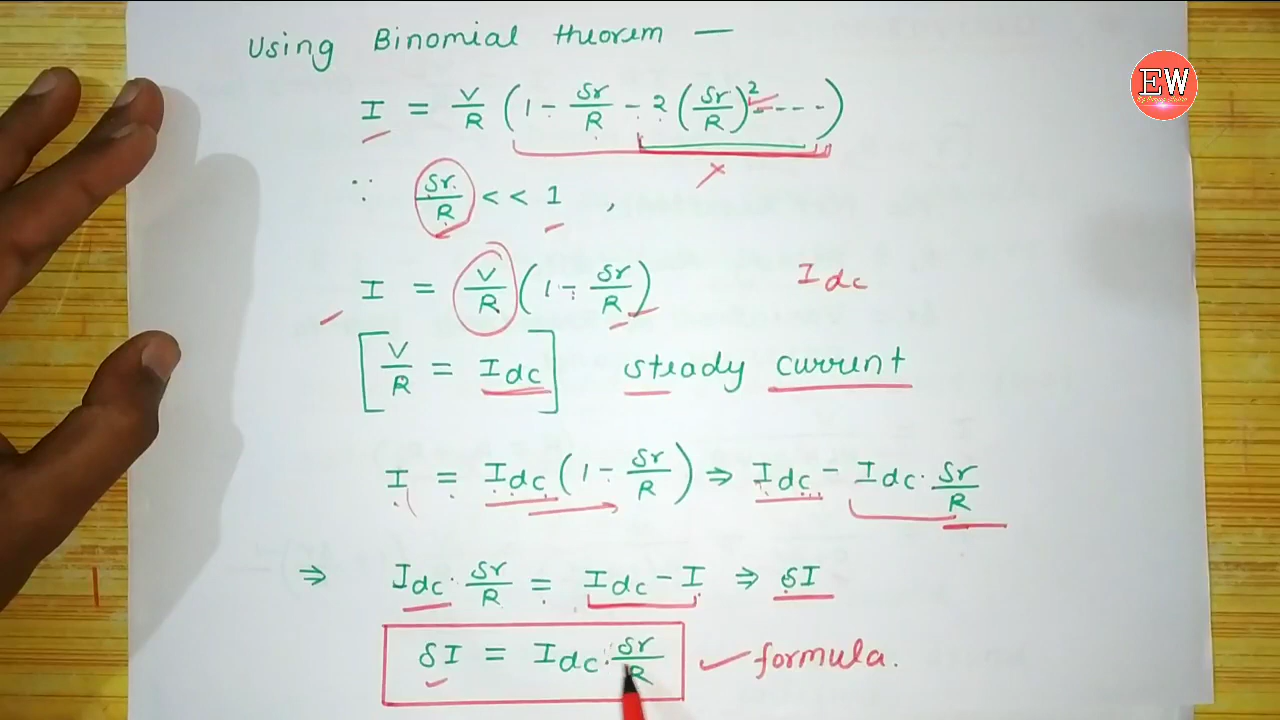 Using Binomial theorem —
I = V/R (1 - δr/R - 2 (δr/R)² - - - -)
EW
∵ δr/R << 1 ,
I = V/R (1 - δr/R)
Idc
[V/R = Idc] steady current
I = Idc (1 - δr/R) ⇒ Idc - Idc · δr/R
⇒ Idc · δr/R = Idc - I ⇒ δI
δI = Idc · δr/R ✓ formula.